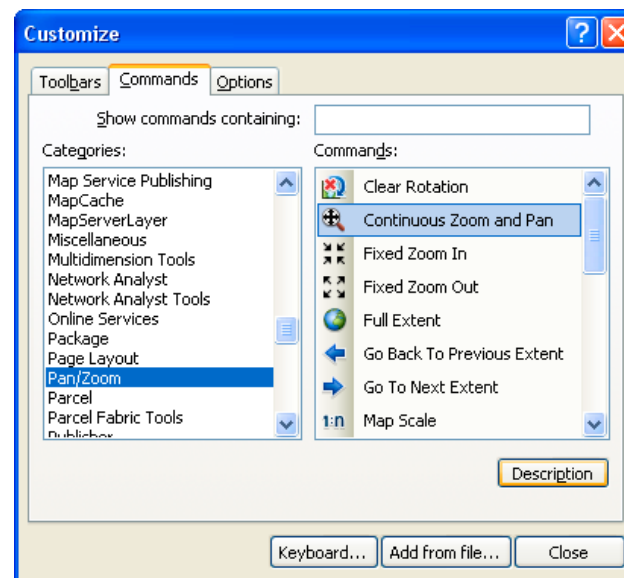 Customize
Toolbars Commands Options
Show commands containing:
Categories: Commands:
Map Service Publishing
MapCache
MapServerLayer
Miscellaneous
Multidimension Tools
Network Analyst
Network Analyst Tools
Online Services
Package
Page Layout
Pan/Zoom
Parcel
Parcel Fabric Tools
Publisher
Clear Rotation
Continuous Zoom and Pan
Fixed Zoom In
Fixed Zoom Out
Full Extent
Go Back To Previous Extent
Go To Next Extent
1:n Map Scale
Description
Keyboard... Add from file... Close